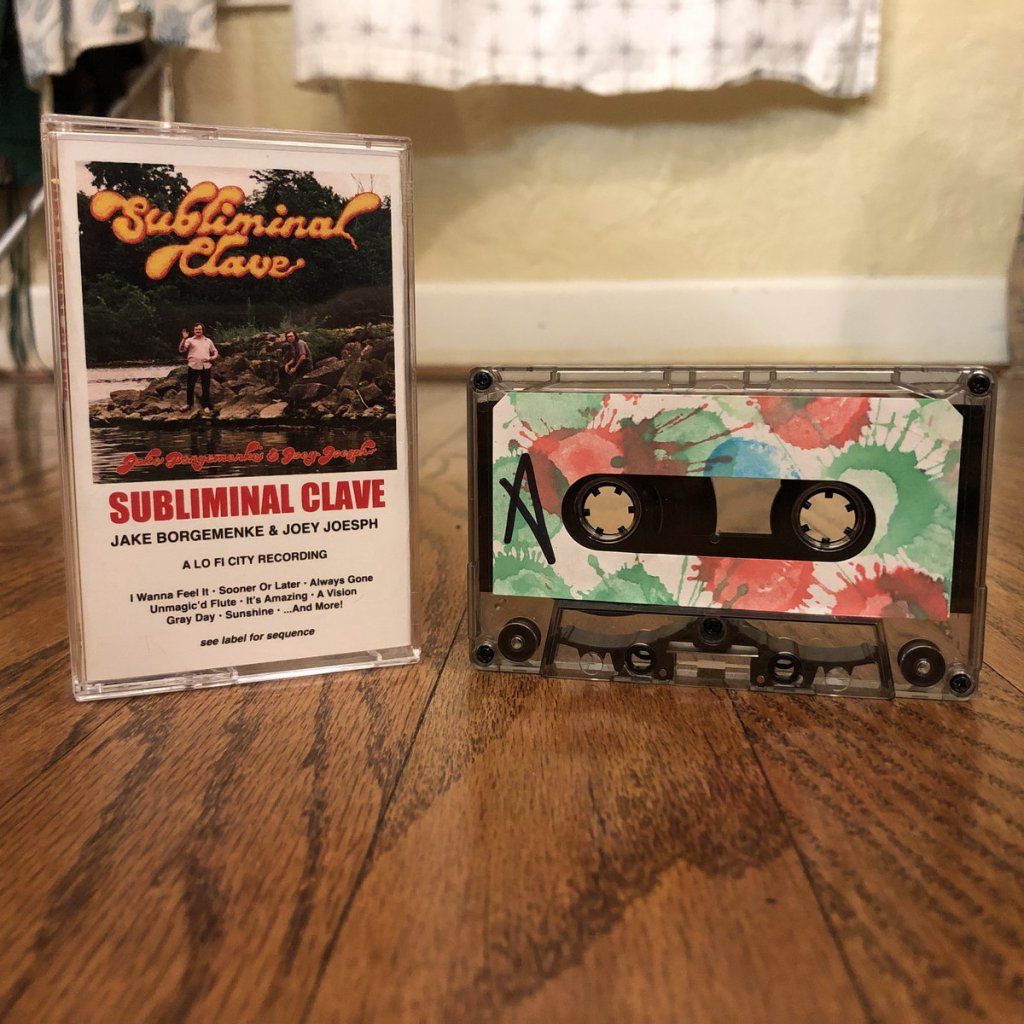 Subliminal
Clave
Jake Borgemenke & Joey Joesph
SUBLIMINAL CLAVE
JAKE BORGEMENKE & JOEY JOESPH
A LO FI CITY RECORDING
I Wanna Feel It • Sooner Or Later • Always Gone
Unmagic'd Flute • It's Amazing • A Vision
Gray Day • Sunshine • ...And More!
see label for sequence
A